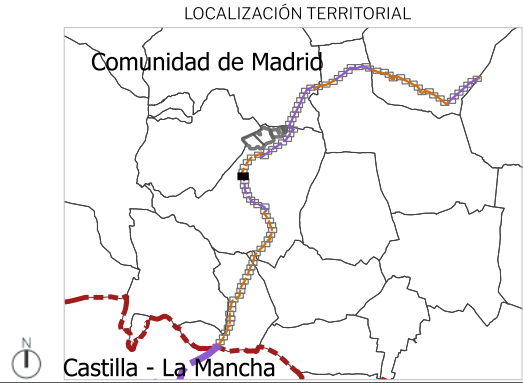 LOCALIZACIÓN TERRITORIAL
Comunidad de Madrid
N
Castilla - La Mancha